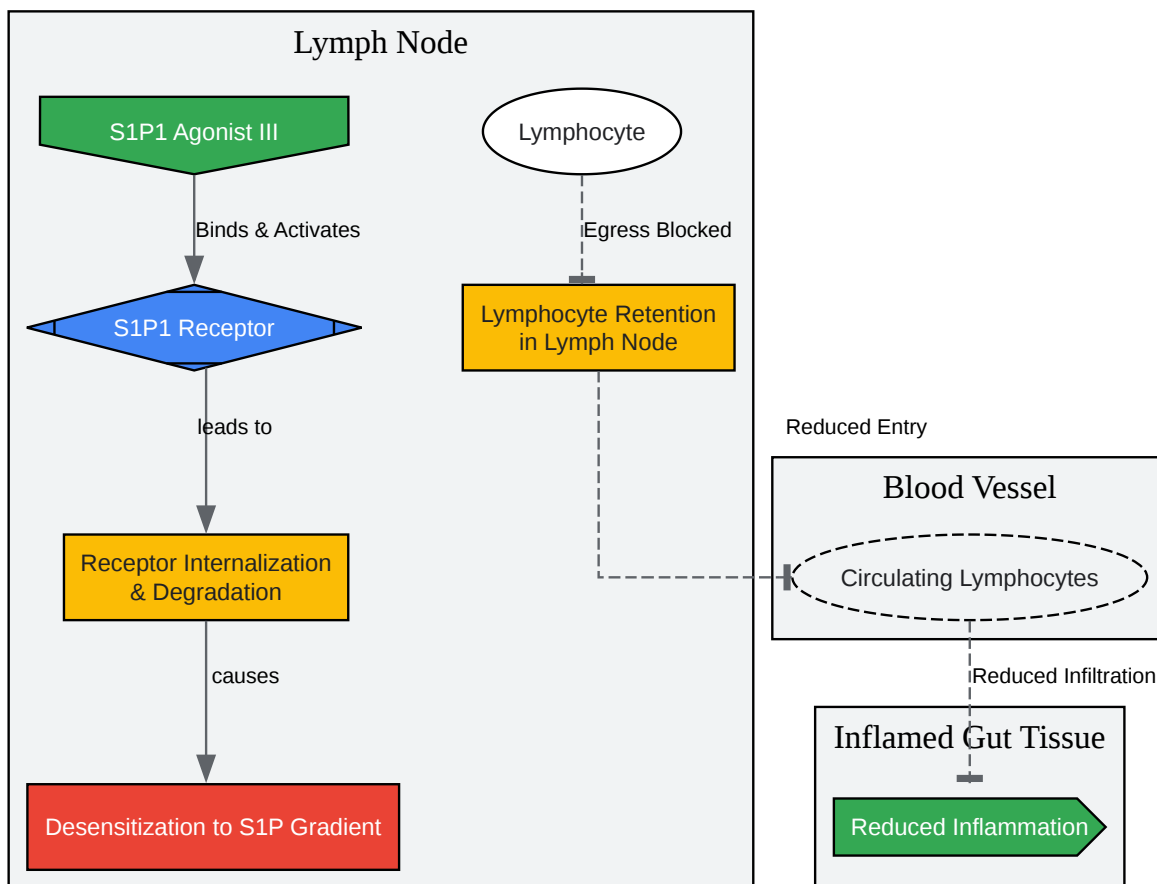 Lymph Node
S1P1 Agonist III
Lymphocyte
Binds & Activates
Egress Blocked
S1P1 Receptor
Lymphocyte Retention
in Lymph Node
leads to
Reduced Entry
Blood Vessel
Receptor Internalization
& Degradation
Circulating Lymphocytes
causes
Reduced Infiltration
Inflamed Gut Tissue
Desensitization to S1P Gradient
Reduced Inflammation